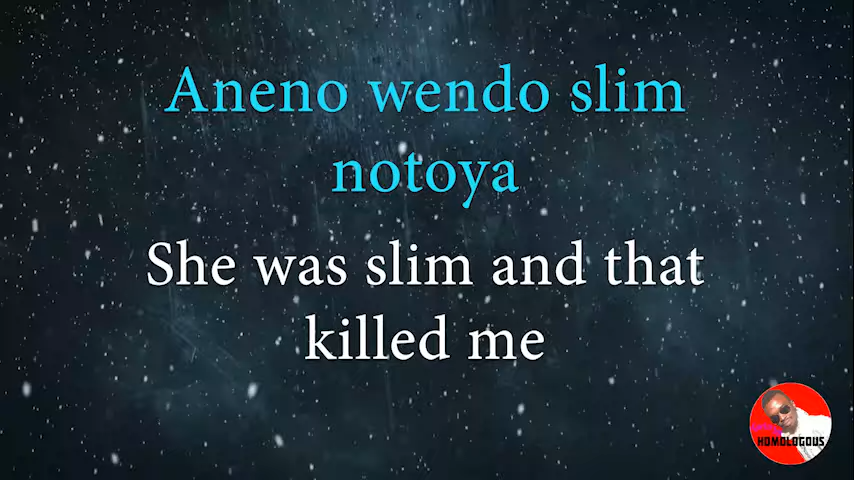 Aneno wendo slim
notoya
She was slim and that
killed me
HOMOLOGOUS